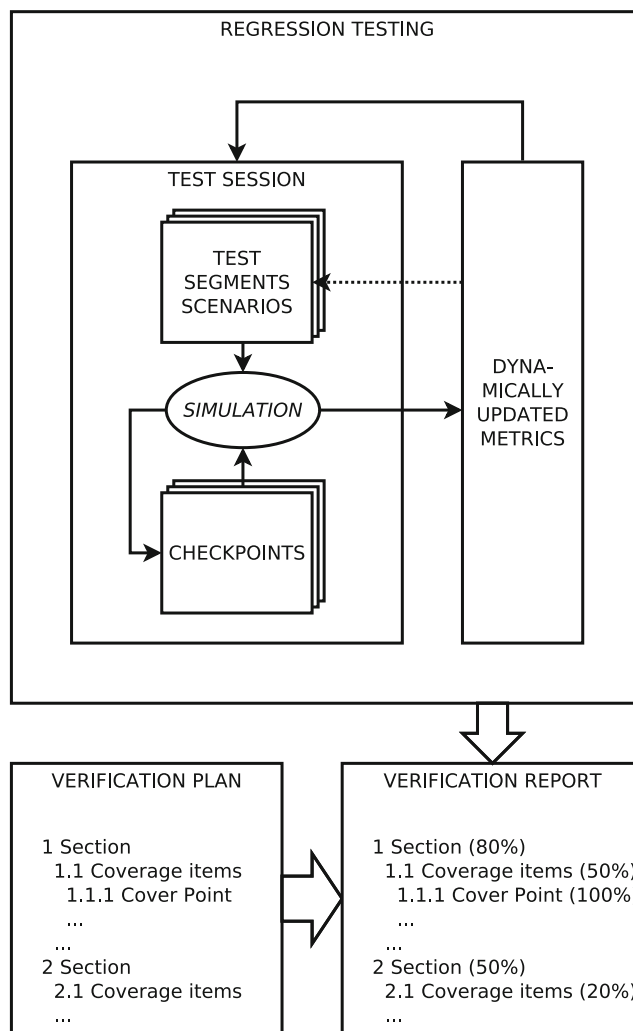 REGRESSION TESTING
TEST SESSION
TEST
SEGMENTS
SCENARIOS
SIMULATION
CHECKPOINTS
DYNA-
MICALLY
UPDATED
METRICS
VERIFICATION PLAN
1 Section
1.1 Coverage items
1.1.1 Cover Point
...
...
2 Section
2.1 Coverage items
...
VERIFICATION REPORT
1 Section (80%)
1.1 Coverage items (50%)
1.1.1 Cover Point (100%
...
...
2 Section (50%)
2.1 Coverage items (20%)
...